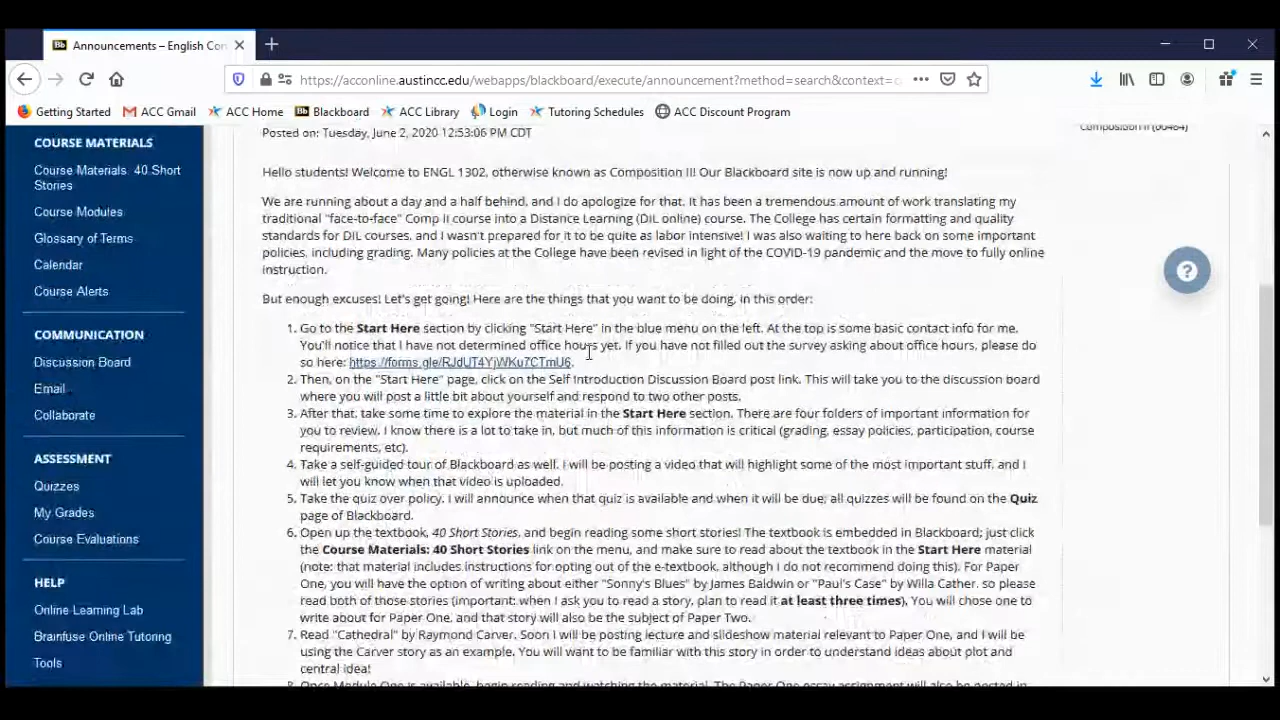 Announcements – English Con
https://acconline.austincc.edu/webapps/blackboard/execute/announcement?method=search&context=c
Getting Started
ACC Gmail
ACC Home
Blackboard
ACC Library
Login
Tutoring Schedules
ACC Discount Program
COURSE MATERIALS
Course Materials: 40 Short
Stories
Course Modules
Glossary of Terms
Calendar
Course Alerts
COMMUNICATION
Discussion Board
Email
Collaborate
ASSESSMENT
Quizzes
My Grades
Course Evaluations
HELP
Online Learning Lab
Brainfuse Online Tutoring
Tools
Posted on: Tuesday, June 2, 2020 12:53:06 PM CDT
Hello students! Welcome to ENGL 1302, otherwise known as Composition II! Our Blackboard site is now up and running!
We are running about a day and a half behind, and I do apologize for that. It has been a tremendous amount of work translating my
traditional "face-to-face" Comp II course into a Distance Learning (DIL online) course. The College has certain formatting and quality
standards for DIL courses, and I wasn't prepared for it to be quite as labor intensive! I was also waiting to here back on some important
policies, including grading. Many policies at the College have been revised in light of the COVID-19 pandemic and the move to fully online
instruction.
But enough excuses! Let's get going! Here are the things that you want to be doing, in this order:
1. Go to the Start Here section by clicking "Start Here" in the blue menu on the left. At the top is some basic contact info for me.
You'll notice that I have not determined office hours yet. If you have not filled out the survey asking about office hours, please do
so here: https://forms.gle/RJdUT4YjWKu7CTmU6.
2. Then, on the "Start Here" page, click on the Self Introduction Discussion Board post link. This will take you to the discussion board
where you will post a little bit about yourself and respond to two other posts.
3. After that, take some time to explore the material in the Start Here section. There are four folders of important information for
you to review. I know there is a lot to take in, but much of this information is critical (grading, essay policies, participation, course
requirements, etc).
4. Take a self-guided tour of Blackboard as well. I will be posting a video that will highlight some of the most important stuff, and I
will let you know when that video is uploaded.
5. Take the quiz over policy. I will announce when that quiz is available and when it will be due; all quizzes will be found on the Quiz
page of Blackboard.
6. Open up the textbook, 40 Short Stories, and begin reading some short stories! The textbook is embedded in Blackboard; just click
the Course Materials: 40 Short Stories link on the menu, and make sure to read about the textbook in the Start Here material
(note: that material includes instructions for opting out of the e-textbook, although I do not recommend doing this). For Paper
One, you will have the option of writing about either "Sonny's Blues" by James Baldwin or "Paul's Case" by Willa Cather, so please
read both of those stories (important: when I ask you to read a story, plan to read it at least three times). You will chose one to
write about for Paper One, and that story will also be the subject of Paper Two.
7. Read "Cathedral" by Raymond Carver. Soon I will be posting lecture and slideshow material relevant to Paper One, and I will be
using the Carver story as an example. You will want to be familiar with this story in order to understand ideas about plot and
central idea!
8. Once Module One is available, begin reading and watching the material. The Paper One essay assignment will also be posted in